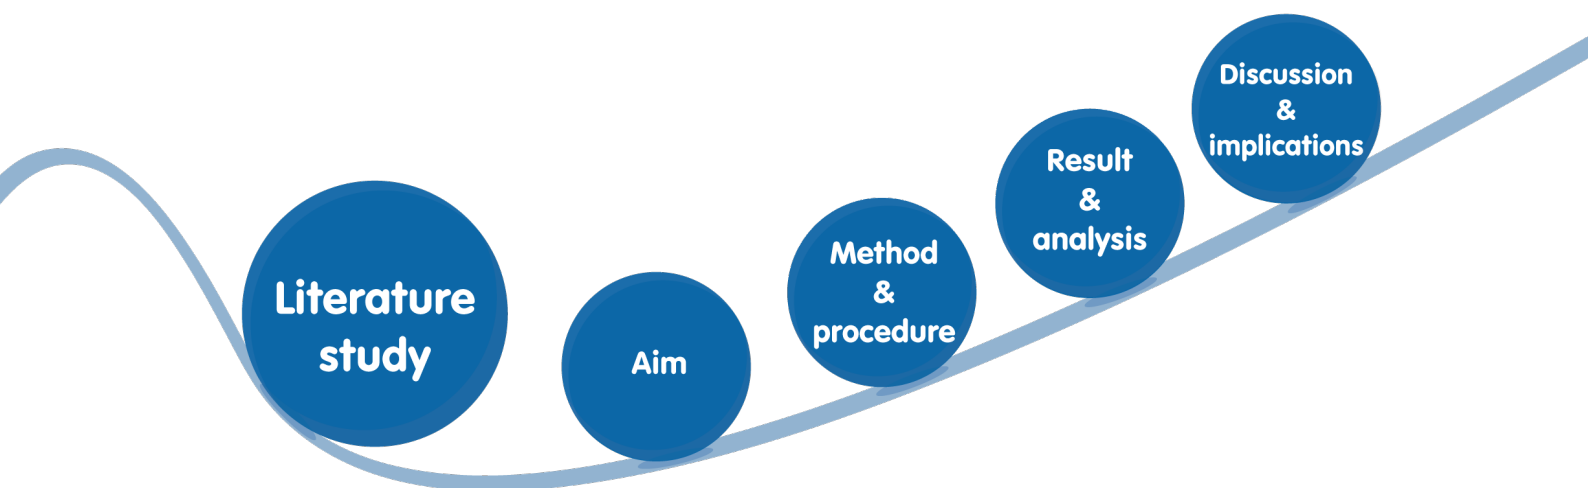 Literature
study
Aim
Method
&
procedure
Result
&
analysis
Discussion
&
implications